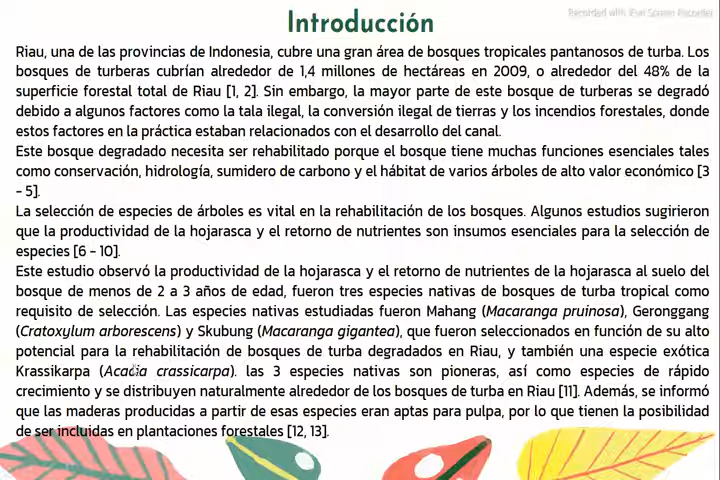 Recorded with iFun Screen Recorder
Introducción
Riau, una de las provincias de Indonesia, cubre una gran área de bosques tropicales pantanosos de turba. Los
bosques de turberas cubrían alrededor de 1,4 millones de hectáreas en 2009, o alrededor del 48% de la
superficie forestal total de Riau [1, 2]. Sin embargo, la mayor parte de este bosque de turberas se degradó
debido a algunos factores como la tala ilegal, la conversión ilegal de tierras y los incendios forestales, donde
estos factores en la práctica estaban relacionados con el desarrollo del canal.
Este bosque degradado necesita ser rehabilitado porque el bosque tiene muchas funciones esenciales tales
como conservación, hidrología, sumidero de carbono y el hábitat de varios árboles de alto valor económico [3
– 5].
La selección de especies de árboles es vital en la rehabilitación de los bosques. Algunos estudios sugirieron
que la productividad de la hojarasca y el retorno de nutrientes son insumos esenciales para la selección de
especies [6 – 10].
Este estudio observó la productividad de la hojarasca y el retorno de nutrientes de la hojarasca al suelo del
bosque de menos de 2 a 3 años de edad, fueron tres especies nativas de bosques de turba tropical como
requisito de selección. Las especies nativas estudiadas fueron Mahang (Macaranga pruinosa), Geronggang
(Cratoxylum arborescens) y Skubung (Macaranga gigantea), que fueron seleccionados en función de su alto
potencial para la rehabilitación de bosques de turba degradados en Riau, y también una especie exótica
Krassikarpa (Acacia crassicarpa). las 3 especies nativas son pioneras, así como especies de rápido
crecimiento y se distribuyen naturalmente alrededor de los bosques de turba en Riau [11]. Además, se informó
que las maderas producidas a partir de esas especies eran aptas para pulpa, por lo que tienen la posibilidad
de ser incluidas en plantaciones forestales [12, 13].